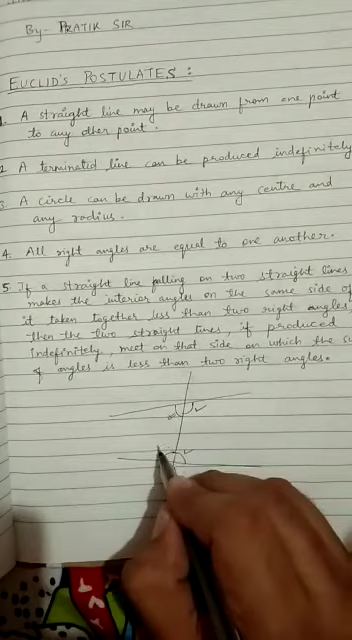 By- PRATIK SIR
EUCLID'S POSTULATES :
1. A straight line may be drawn from one point
to any other point.
2 A terminated line can be produced indefinitely
3. A circle can be drawn with any centre and
any radius.
4. All right angles are equal to one another.
5 If a straight line falling on two straight lines
makes the interior angles on the same side of
it taken together less than two right angles,
then the two straight lines, if produced
indefinitely, meet on that side on which the
of angles is less than two right angles.